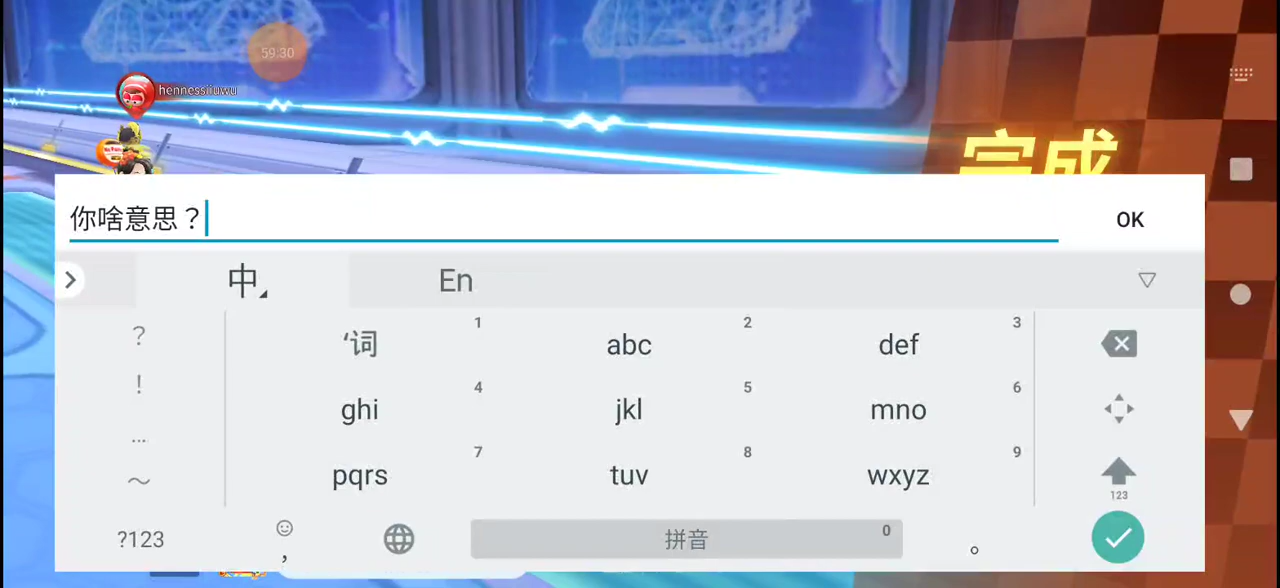 59:30
hennessiiuwu
完成
你啥意思？
OK
中
En
?
!
...
～
‘词
1
abc
2
def
3
ghi
4
jkl
5
mno
6
pqrs
7
tuv
8
wxyz
9
123
?123
,
拼音
0
。